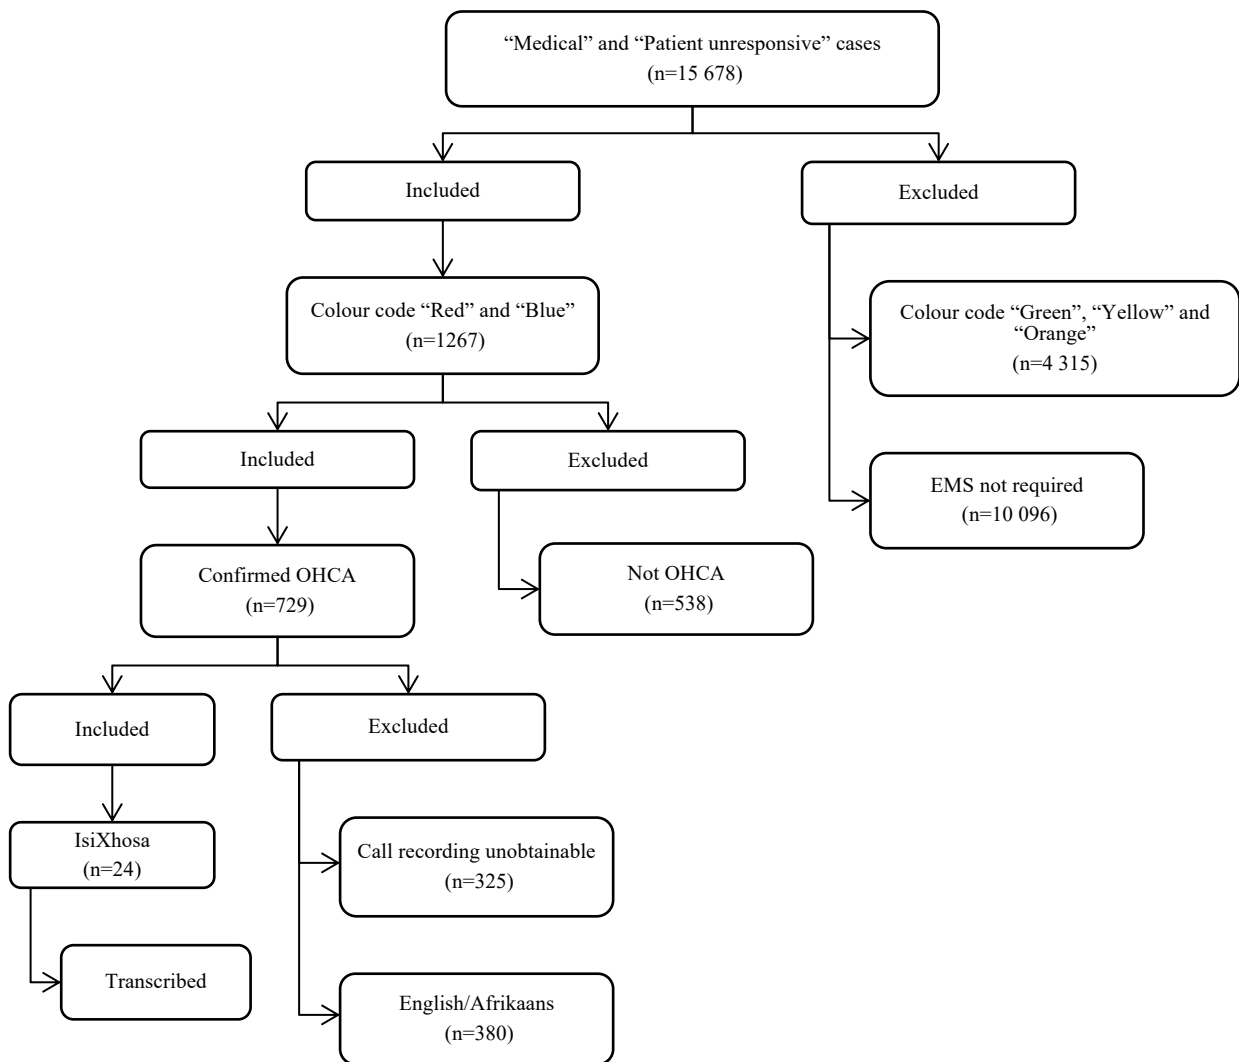 “Medical” and “Patient unresponsive” cases
(n=15 678)
Included
Excluded
Colour code “Red” and “Blue”
(n=1267)
Colour code “Green”, “Yellow” and
“Orange”
(n=4 315)
Included
Excluded
EMS not required
(n=10 096)
Confirmed OHCA
(n=729)
Not OHCA
(n=538)
Included
Excluded
IsiXhosa
(n=24)
Call recording unobtainable
(n=325)
Transcribed
English/Afrikaans
(n=380)